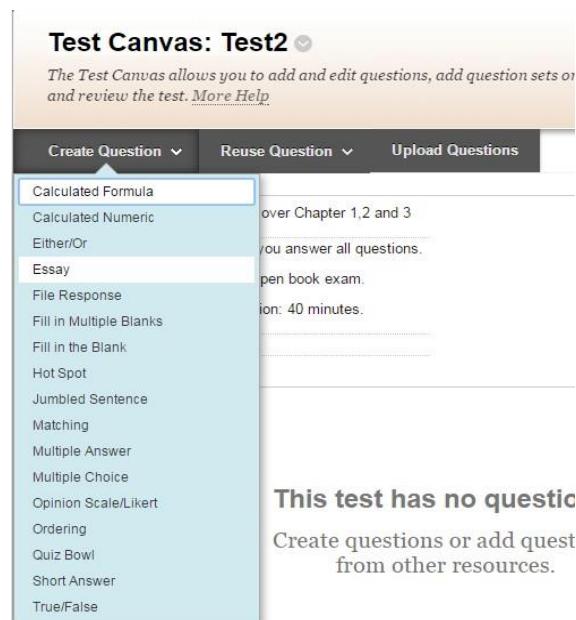 Test Canvas: Test2
The Test Canvas allows you to add and edit questions, add question sets or
and review the test. More Help
Create Question Reuse Question Upload Questions
Calculated Formula
Calculated Numeric
Either/Or
Essay
File Response
Fill in Multiple Blanks
Fill in the Blank
Hot Spot
Jumbled Sentence
Matching
Multiple Answer
Multiple Choice
Opinion Scale/Likert
Ordering
Quiz Bowl
Short Answer
True/False
over Chapter 1,2 and 3
you answer all questions.
pen book exam.
ion: 40 minutes.
This test has no questio
Create questions or add quest
from other resources.